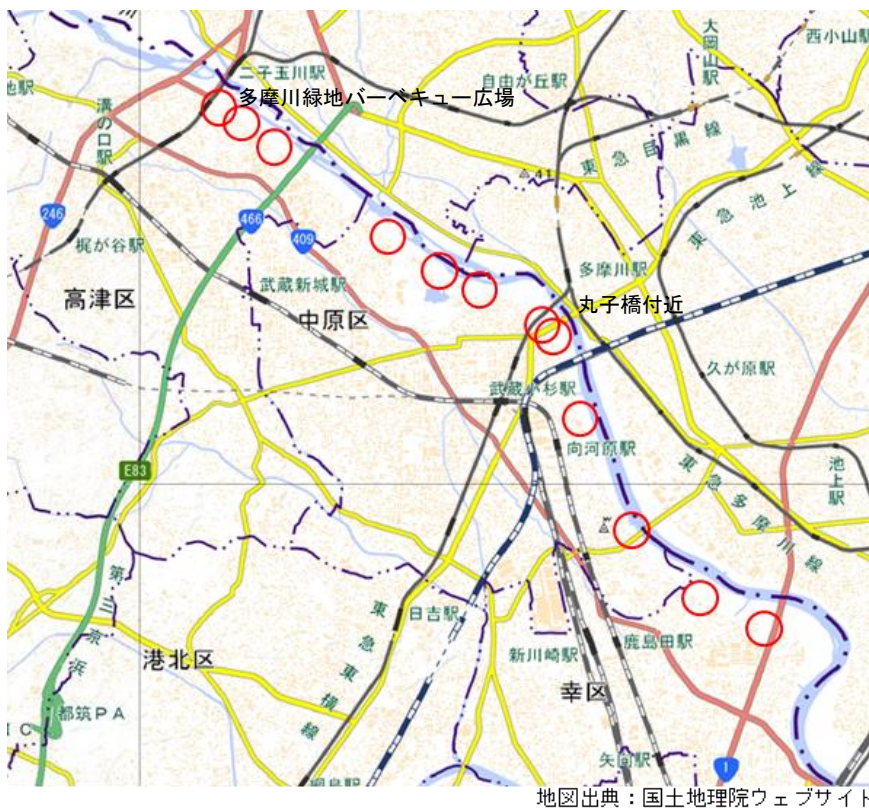 西小山駅
大岡山駅
二子玉川駅
自由が丘駅
多摩川緑地バーベキュー広場
溝の口駅
東急目黒線
41
246
466
409
東急池上線
梶が谷駅
武蔵新城駅
多摩川駅
高津区
中原区
丸子橋付近
久が原駅
武蔵小杉駅
向河原駅
E83
池上駅
東急多摩川線
第三京浜
日吉駅
東急東横線
新川崎駅
鹿島田駅
港北区
幸区
都筑PA
IC
矢向駅
綱島駅
1
地図出典:国土地理院ウェブサイト